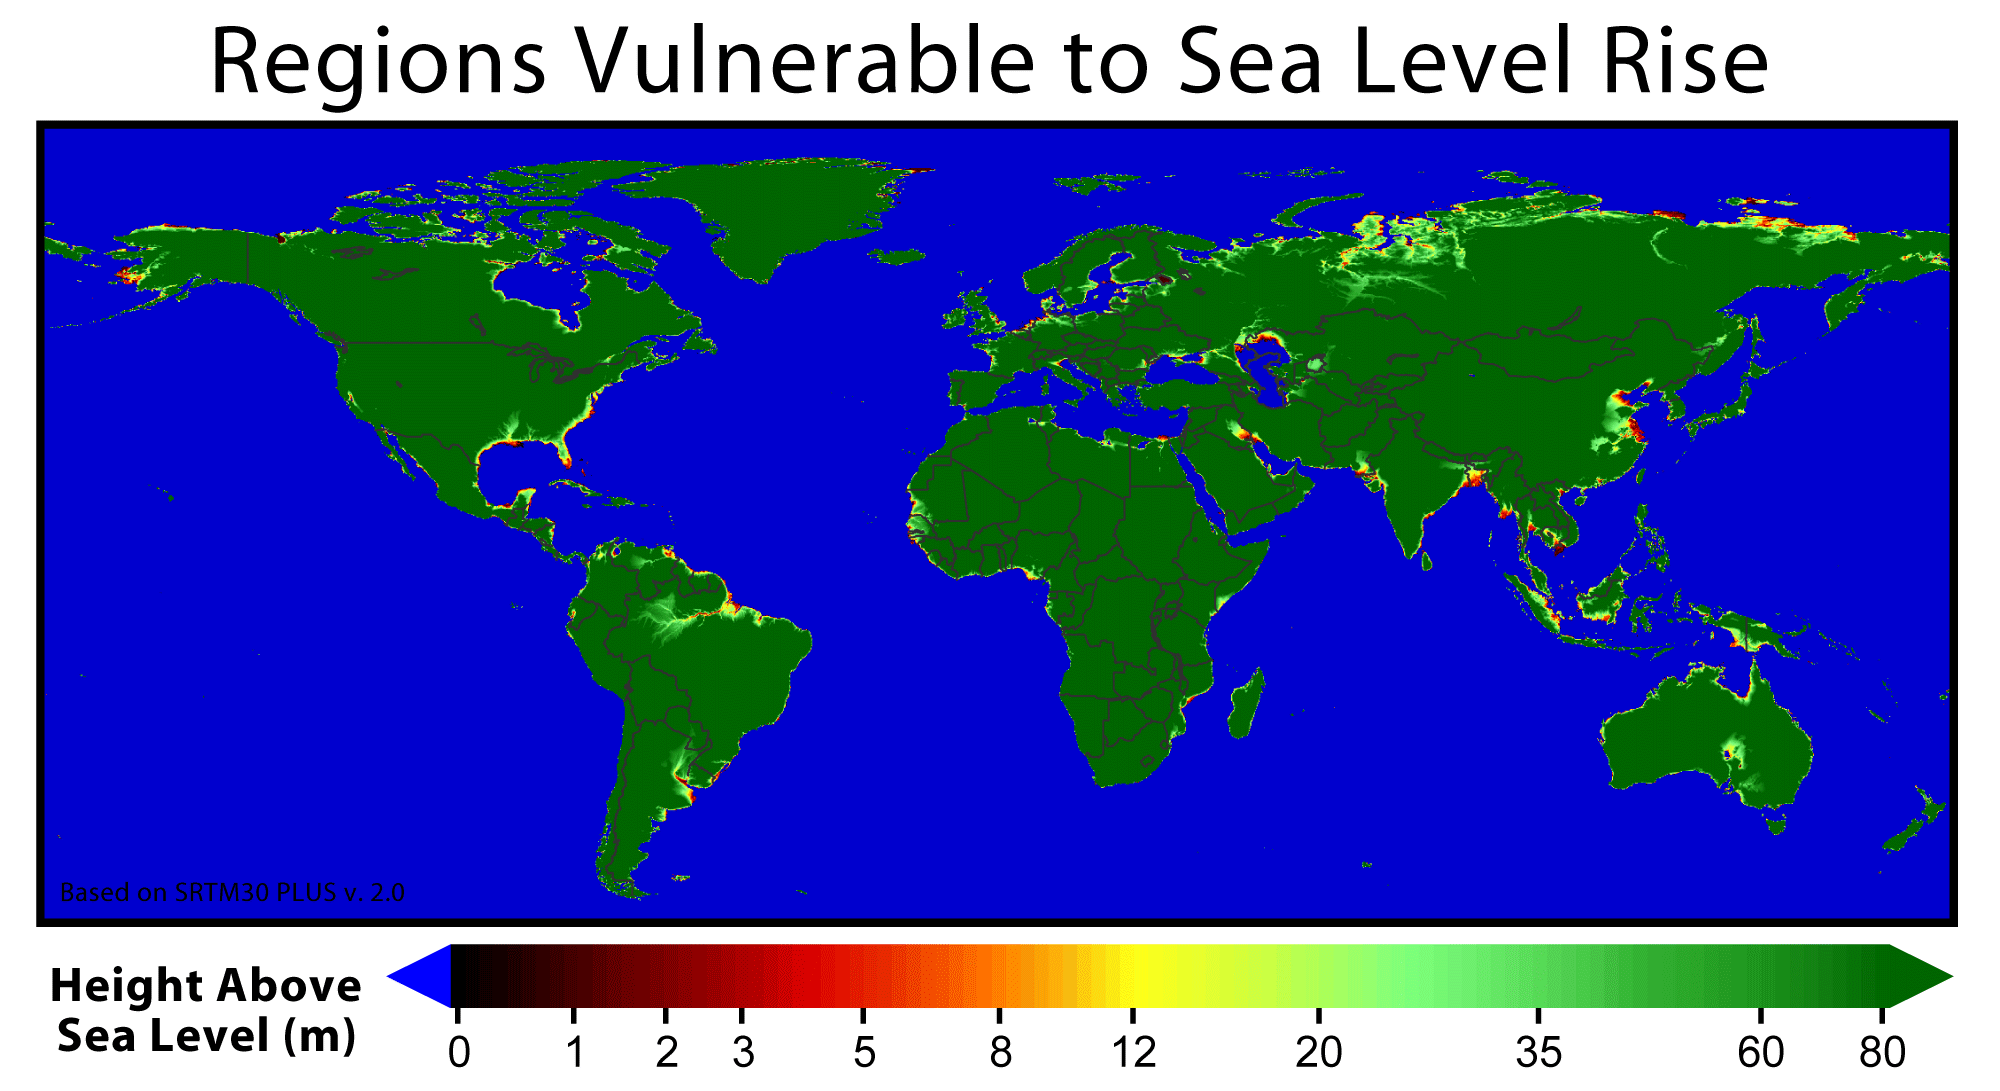 Regions Vulnerable to Sea Level Rise
Based on SRTM30 PLUS v. 2.0
Height Above
Sea Level (m)
0 1 2 3 5 8 12 20 35 60 80